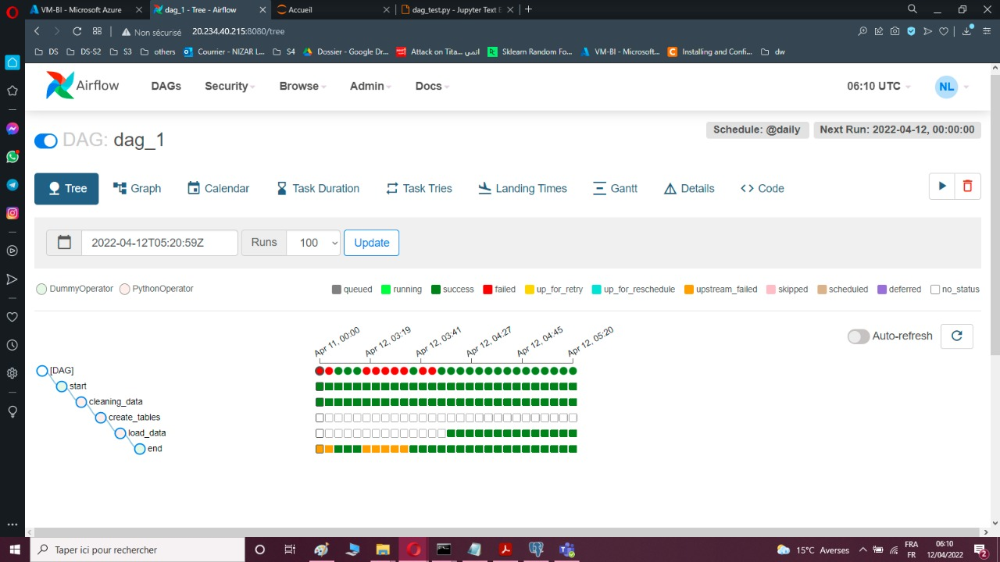 VM-BI - Microsoft Azure
dag_1 - Tree - Airflow
Accueil
dag_test.py - Jupyter Text E
Non sécurisé 20.234.40.215:8080/tree
DS DS-S2 S3 others Courrier - NIZAR L... S4 Dossier - Google Dr... Attack on Tita... انمي Sklearn Random Fo... VM-BI - Microsoft... Installing and Confi... dw
Airflow DAGs Security Browse Admin Docs 06:10 UTC NL
Schedule: @daily Next Run: 2022-04-12, 00:00:00
DAG: dag_1
Tree Graph Calendar Task Duration Task Tries Landing Times Gantt Details Code
2022-04-12T05:20:59Z Runs 100 Update
DummyOperator PythonOperator queued running success failed up_for_retry up_for_reschedule upstream_failed skipped scheduled deferred no_status
Apr 11, 00:00 Apr 12, 03:19 Apr 12, 03:41 Apr 12, 04:27 Apr 12, 04:45 Apr 12, 05:20
Auto-refresh
[DAG]
start
cleaning_data
create_tables
load_data
end
Taper ici pour rechercher
15°C Averses
FRA
FR
06:10
12/04/2022
2